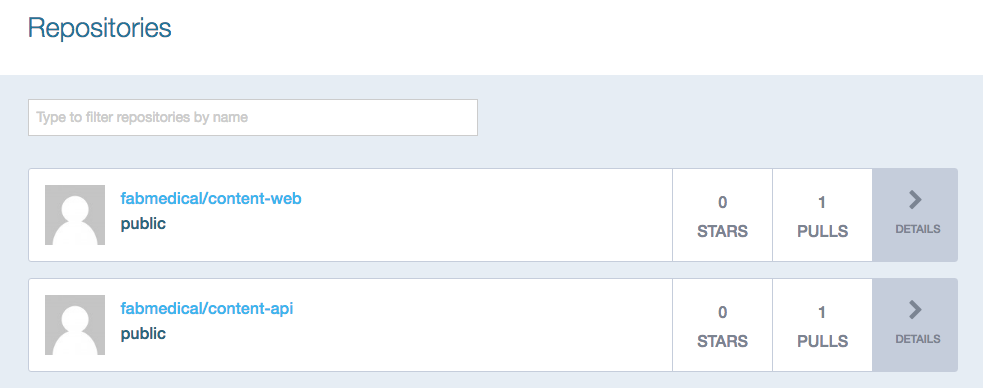 Repositories
Type to filter repositories by name
fabmedical/content-web
public
0
STARS
1
PULLS
DETAILS
fabmedical/content-api
public
0
STARS
1
PULLS
DETAILS